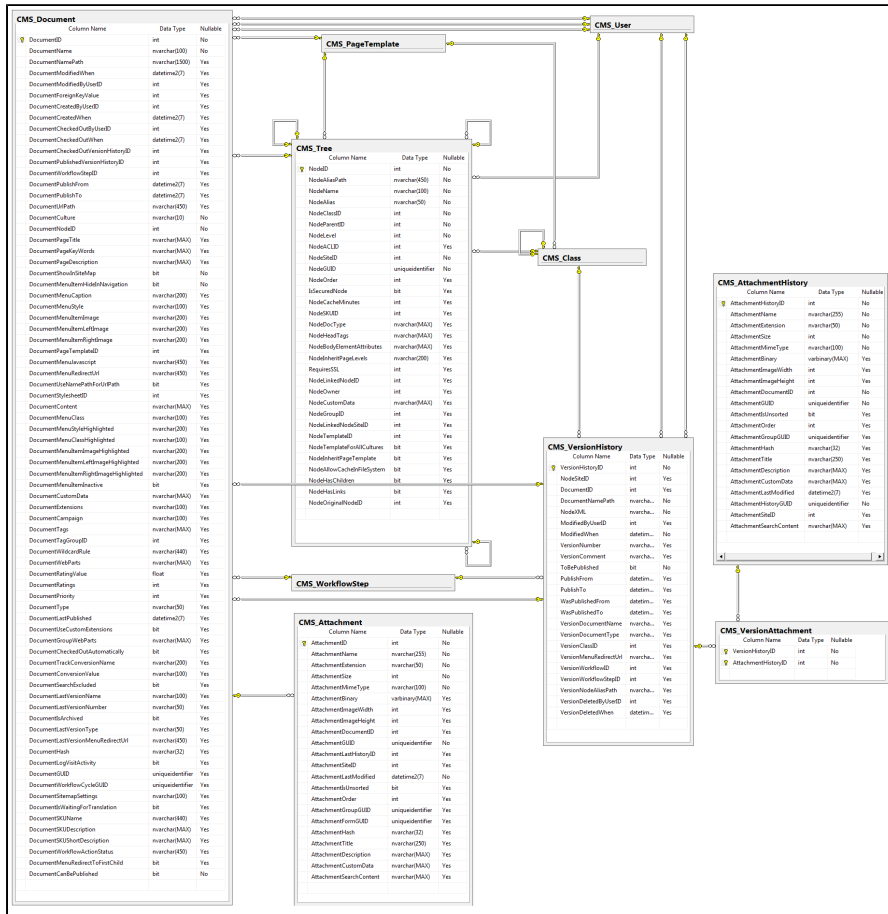 CMS_Document
Column Name Data Type Nullable
DocumentID int No
DocumentName nvarchar(100) No
DocumentNamePath nvarchar(1500) Yes
DocumentModifiedWhen datetime2(7) Yes
DocumentModifiedByUserID int Yes
DocumentForeignKeyValue int Yes
DocumentCreatedByUserID int Yes
DocumentCreatedWhen datetime2(7) Yes
DocumentCheckedOutByUserID int Yes
DocumentCheckedOutWhen datetime2(7) Yes
DocumentCheckedOutVersionHistoryID int Yes
DocumentPublishedVersionHistoryID int Yes
DocumentWorkflowStepID int Yes
DocumentPublishFrom datetime2(7) Yes
DocumentPublishTo datetime2(7) Yes
DocumentUrlPath nvarchar(450) Yes
DocumentCulture nvarchar(10) No
DocumentNodeID int No
DocumentPageTitle nvarchar(MAX) Yes
DocumentPageKeyWords nvarchar(MAX) Yes
DocumentPageDescription nvarchar(MAX) Yes
DocumentShowInSiteMap bit No
DocumentMenuItemHideInNavigation bit No
DocumentMenuCaption nvarchar(200) Yes
DocumentMenuStyle nvarchar(100) Yes
DocumentMenuItemImage nvarchar(200) Yes
DocumentMenuItemLeftImage nvarchar(200) Yes
DocumentMenuItemRightImage nvarchar(200) Yes
DocumentPageTemplateID int Yes
DocumentMenuJavascript nvarchar(450) Yes
DocumentMenuRedirectUrl nvarchar(450) Yes
DocumentUseNamePathForUrlPath bit Yes
DocumentStylesheetID int Yes
DocumentContent nvarchar(MAX) Yes
DocumentMenuClass nvarchar(100) Yes
DocumentMenuStyleHighlighted nvarchar(200) Yes
DocumentMenuClassHighlighted nvarchar(100) Yes
DocumentMenuItemImageHighlighted nvarchar(200) Yes
DocumentMenuItemLeftImageHighlighted nvarchar(200) Yes
DocumentMenuItemRightImageHighlighted nvarchar(200) Yes
DocumentMenuItemInactive bit Yes
DocumentCustomData nvarchar(MAX) Yes
DocumentExtensions nvarchar(100) Yes
DocumentCampaign nvarchar(100) Yes
DocumentTags nvarchar(MAX) Yes
DocumentTagGroupID int Yes
DocumentWildcardRule nvarchar(440) Yes
DocumentWebParts nvarchar(MAX) Yes
DocumentRatingValue float Yes
DocumentRatings int Yes
DocumentPriority int Yes
DocumentType nvarchar(50) Yes
DocumentLastPublished datetime2(7) Yes
DocumentUseCustomExtensions bit Yes
DocumentGroupWebParts nvarchar(MAX) Yes
DocumentCheckedOutAutomatically bit Yes
DocumentTrackConversionName nvarchar(200) Yes
DocumentConversionValue nvarchar(100) Yes
DocumentSearchExcluded bit Yes
DocumentLastVersionName nvarchar(100) Yes
DocumentLastVersionNumber nvarchar(50) Yes
DocumentIsArchived bit Yes
DocumentLastVersionType nvarchar(50) Yes
DocumentLastVersionMenuRedirectUrl nvarchar(450) Yes
DocumentHash nvarchar(32) Yes
DocumentLogVisitActivity bit Yes
DocumentGUID uniqueidentifier Yes
DocumentWorkflowCycleGUID uniqueidentifier Yes
DocumentSitemapSettings nvarchar(100) Yes
DocumentIsWaitingForTranslation bit Yes
DocumentSKUName nvarchar(440) Yes
DocumentSKUDescription nvarchar(MAX) Yes
DocumentSKUShortDescription nvarchar(MAX) Yes
DocumentWorkflowActionStatus nvarchar(450) Yes
DocumentMenuRedirectToFirstChild bit Yes
DocumentCanBePublished bit No
CMS_User
CMS_PageTemplate
CMS_Tree
Column Name Data Type Nullable
NodeID int No
NodeAliasPath nvarchar(450) No
NodeName nvarchar(100) No
NodeAlias nvarchar(50) No
NodeClassID int No
NodeParentID int No
NodeLevel int No
NodeACLID int Yes
NodeSiteID int No
NodeGUID uniqueidentifier No
NodeOrder int Yes
IsSecuredNode bit Yes
NodeCacheMinutes int Yes
NodeSKUID int Yes
NodeDocType nvarchar(MAX) Yes
NodeHeadTags nvarchar(MAX) Yes
NodeBodyElementAttributes nvarchar(MAX) Yes
NodeInheritPageLevels nvarchar(200) Yes
RequiresSSL int Yes
NodeLinkedNodeID int Yes
NodeOwner int Yes
NodeCustomData nvarchar(MAX) Yes
NodeGroupID int Yes
NodeLinkedNodeSiteID int Yes
NodeTemplateID int Yes
NodeTemplateForAllCultures bit Yes
NodeInheritPageTemplate bit Yes
NodeAllowCacheInFileSystem bit Yes
NodeHasChildren bit Yes
NodeHasLinks bit Yes
NodeOriginalNodeID int Yes
CMS_Class
CMS_AttachmentHistory
Column Name Data Type Nullable
AttachmentHistoryID int No
AttachmentName nvarchar(255) No
AttachmentExtension nvarchar(50) No
AttachmentSize int No
AttachmentMimeType nvarchar(100) No
AttachmentBinary varbinary(MAX) Yes
AttachmentImageWidth int Yes
AttachmentImageHeight int Yes
AttachmentDocumentID int No
AttachmentGUID uniqueidentifier No
AttachmentIsUnsorted bit Yes
AttachmentOrder int Yes
AttachmentGroupGUID uniqueidentifier Yes
AttachmentHash nvarchar(32) Yes
AttachmentTitle nvarchar(250) Yes
AttachmentDescription nvarchar(MAX) Yes
AttachmentCustomData nvarchar(MAX) Yes
AttachmentLastModified datetime2(7) Yes
AttachmentHistoryGUID uniqueidentifier No
AttachmentSiteID int Yes
AttachmentSearchContent nvarchar(MAX) Yes
CMS_VersionHistory
Column Name Data Type Nullable
VersionHistoryID int No
NodeSiteID int Yes
DocumentID int Yes
DocumentNamePath nvarcha... No
NodeXML nvarcha... No
ModifiedByUserID int Yes
ModifiedWhen datetim... No
VersionNumber nvarcha... Yes
VersionComment nvarcha... Yes
ToBePublished bit No
PublishFrom datetim... Yes
PublishTo datetim... Yes
WasPublishedFrom datetim... Yes
WasPublishedTo datetim... Yes
VersionDocumentName nvarcha... Yes
VersionDocumentType nvarcha... Yes
VersionClassID int Yes
VersionMenuRedirectUrl nvarcha... Yes
VersionWorkflowID int Yes
VersionWorkflowStepID int Yes
VersionNodeAliasPath nvarcha... Yes
VersionDeletedByUserID int Yes
VersionDeletedWhen datetim... Yes
CMS_WorkflowStep
CMS_Attachment
Column Name Data Type Nullable
AttachmentID int No
AttachmentName nvarchar(255) No
AttachmentExtension nvarchar(50) No
AttachmentSize int No
AttachmentMimeType nvarchar(100) No
AttachmentBinary varbinary(MAX) Yes
AttachmentImageWidth int Yes
AttachmentImageHeight int Yes
AttachmentDocumentID int Yes
AttachmentGUID uniqueidentifier No
AttachmentLastHistoryID int Yes
AttachmentSiteID int Yes
AttachmentLastModified datetime2(7) No
AttachmentIsUnsorted bit Yes
AttachmentOrder int Yes
AttachmentGroupGUID uniqueidentifier Yes
AttachmentFormGUID uniqueidentifier Yes
AttachmentHash nvarchar(32) Yes
AttachmentTitle nvarchar(250) Yes
AttachmentDescription nvarchar(MAX) Yes
AttachmentCustomData nvarchar(MAX) Yes
AttachmentSearchContent nvarchar(MAX) Yes
CMS_VersionAttachment
Column Name Data Type Nullable
VersionHistoryID int No
AttachmentHistoryID int No